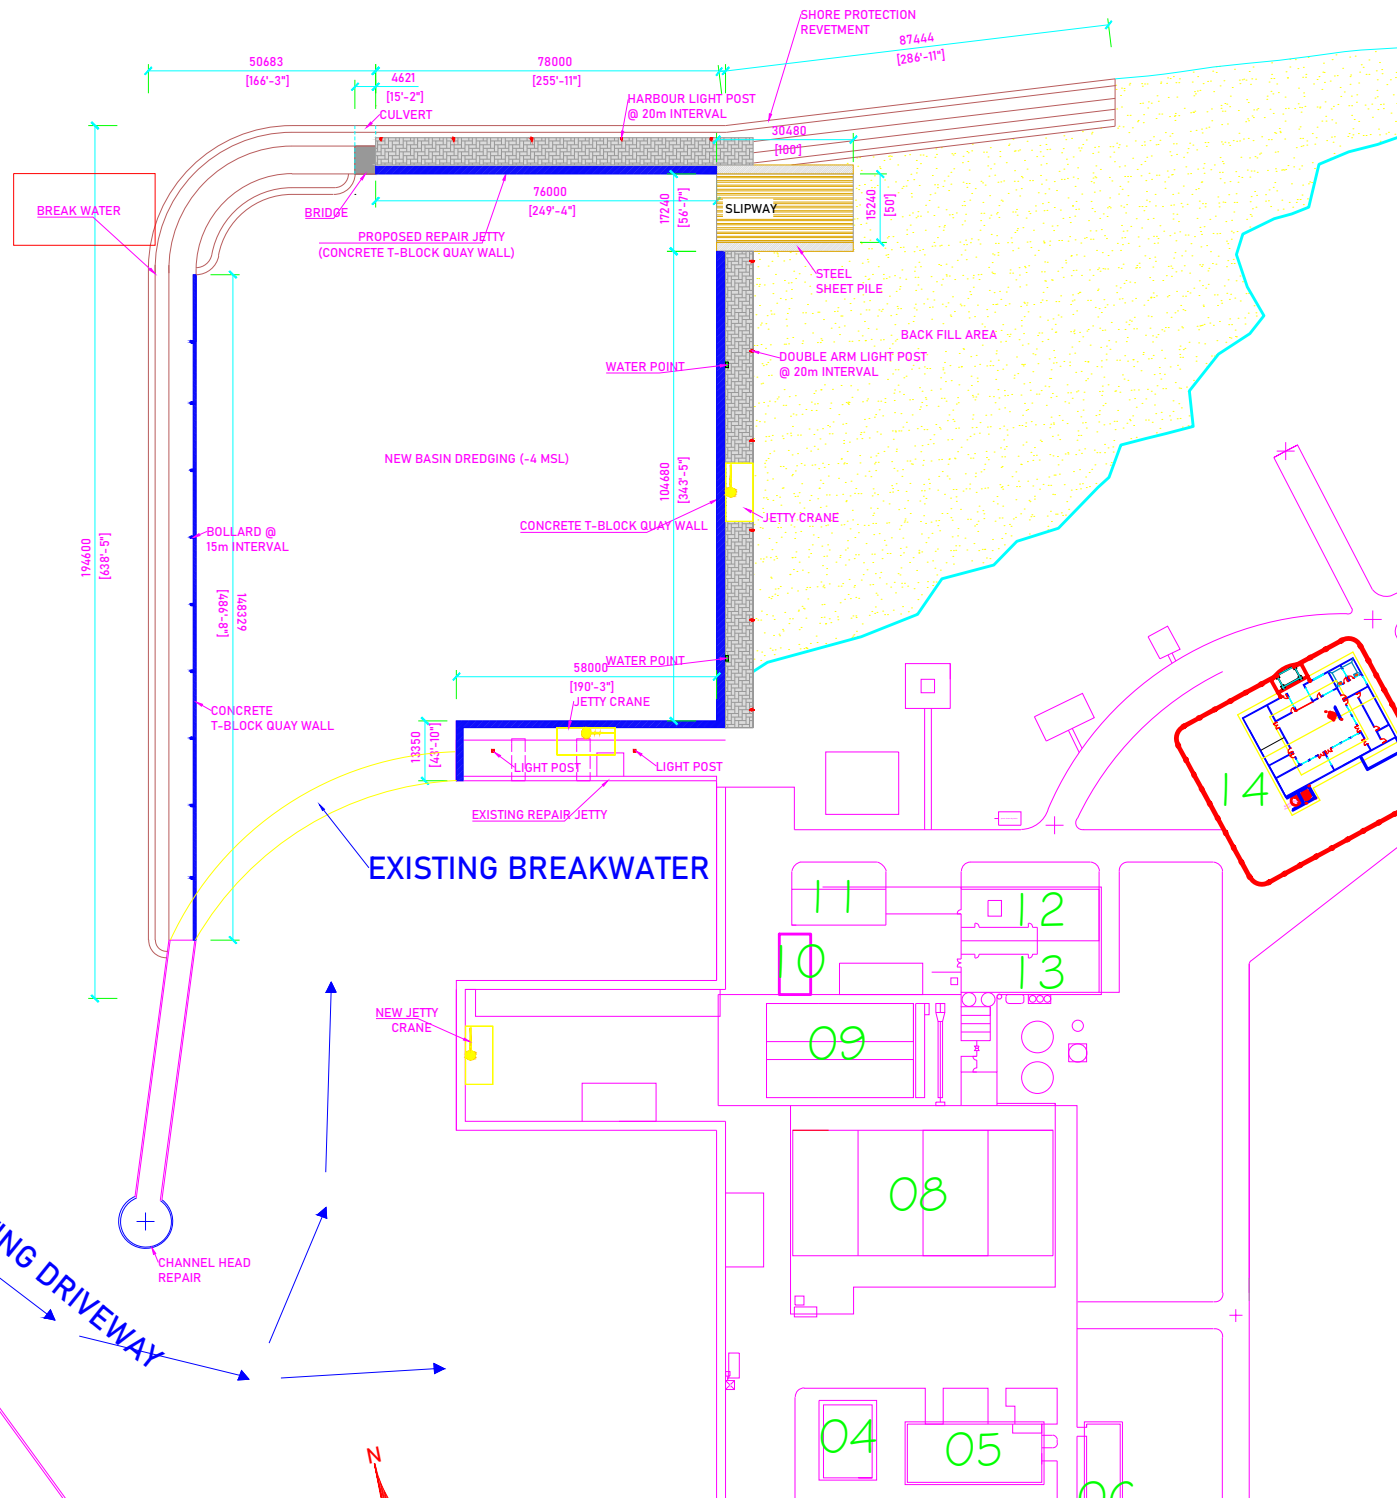 SHORE PROTECTION
REVETMENT
87444
[286'-11"]
50683
[166'-3"]
78000
[255'-11"]
4621
[15'-2"]
CULVERT
HARBOUR LIGHT POST
@ 20m INTERVAL
30480
[100']
BREAK WATER
BRIDGE
76000
[249'-4"]
PROPOSED REPAIR JETTY
(CONCRETE T-BLOCK QUAY WALL)
17240
[56'-7"]
SLIPWAY
15240
[50']
STEEL
SHEET PILE
BACK FILL AREA
DOUBLE ARM LIGHT POST
@ 20m INTERVAL
WATER POINT
NEW BASIN DREDGING (-4 MSL)
104680
[343'-5"]
CONCRETE T-BLOCK QUAY WALL
JETTY CRANE
194600
[638'-5"]
BOLLARD @
15m INTERVAL
148329
[486'-8"]
WATER POINT
58000
[190'-3"]
JETTY CRANE
CONCRETE
T-BLOCK QUAY WALL
13350
[43'-10"]
LIGHT POST
LIGHT POST
EXISTING REPAIR JETTY
14
EXISTING BREAKWATER
11
12
10
13
NEW JETTY
CRANE
09
08
CHANNEL HEAD
REPAIR
ING DRIVEWAY
04
05
N